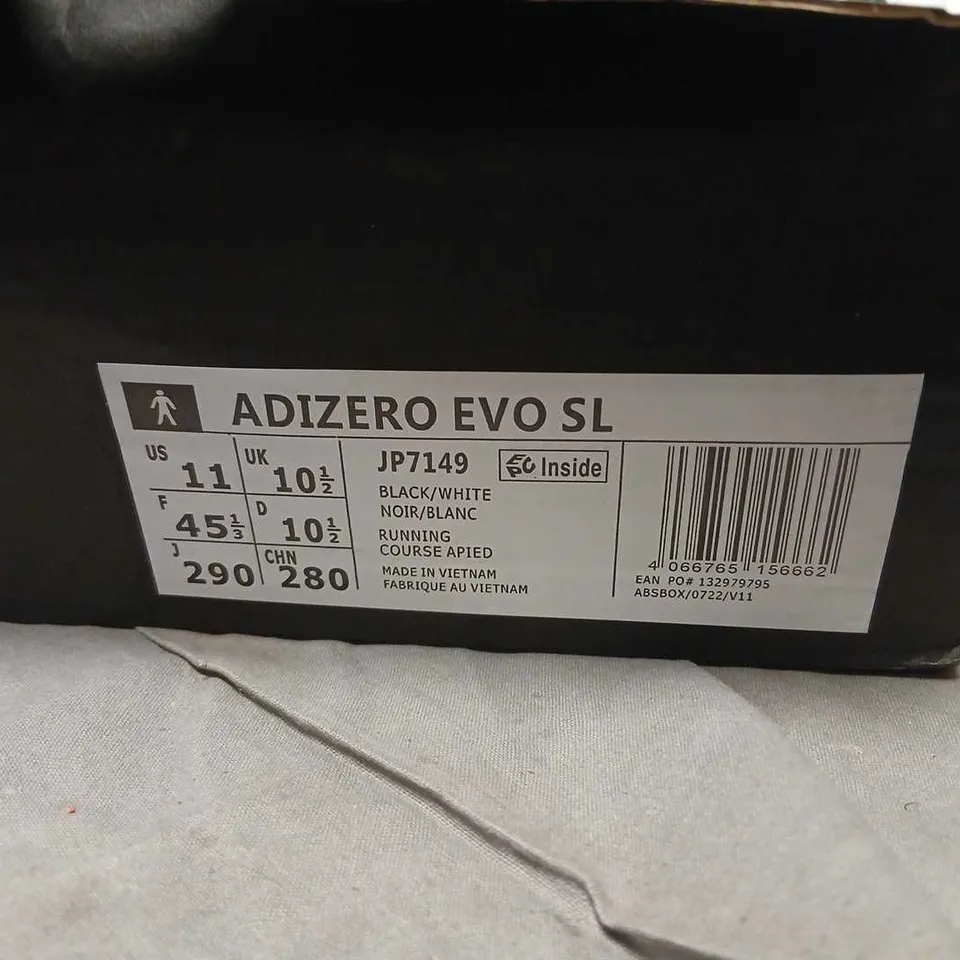 ADIZERO EVO SL
US 11 UK 10½
F 45⅓ D 10½
J 290 CHN 280
JP7149 EPC Inside
BLACK/WHITE
NOIR/BLANC
RUNNING
COURSE APIED
MADE IN VIETNAM
FABRIQUE AU VIETNAM
4 066765 156662
EAN PO# 132979795
ABSBOX/0722/V11